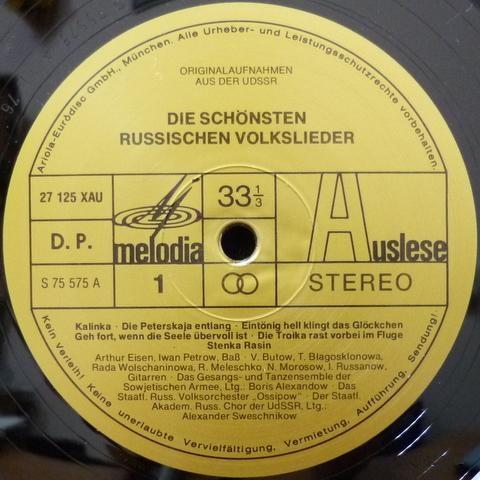 Ariola-Eurodisc GmbH., München. Alle Urheber- und Leistungsschutzrechte vorbehalten.
ORIGINALAUFNAHMEN
AUS DER UDSSR
DIE SCHÖNSTEN
RUSSISCHEN VOLKSLIEDER
27 125 XAU
33 1/3
D. P.
melodia
Auslese
S 75 575 A
1
STEREO
Kalinka · Die Peterskaja entlang · Eintönig hell klingt das Glöckchen
Geh fort, wenn die Seele übervoll ist · Die Troika rast vorbei im Fluge
Stenka Rasin
Arthur Eisen, Iwan Petrow, Baß · V. Butow, T. Blagosklonowa,
Rada Wolschaninowa, R. Meleschko, N. Morosow, I. Russanow,
Gitarren · Das Gesangs- und Tanzensemble der
Sowjetischen Armee, Ltg.: Boris Alexandow · Das
Staatl. Russ. Volksorchester „Ossipow" · Der Staatl.
Akadem. Russ. Chor der UdSSR, Ltg.:
Alexander Sweschnikow
Kein Verleih! Keine unerlaubte Vervielfältigung, Vermietung, Aufführung, Sendung!